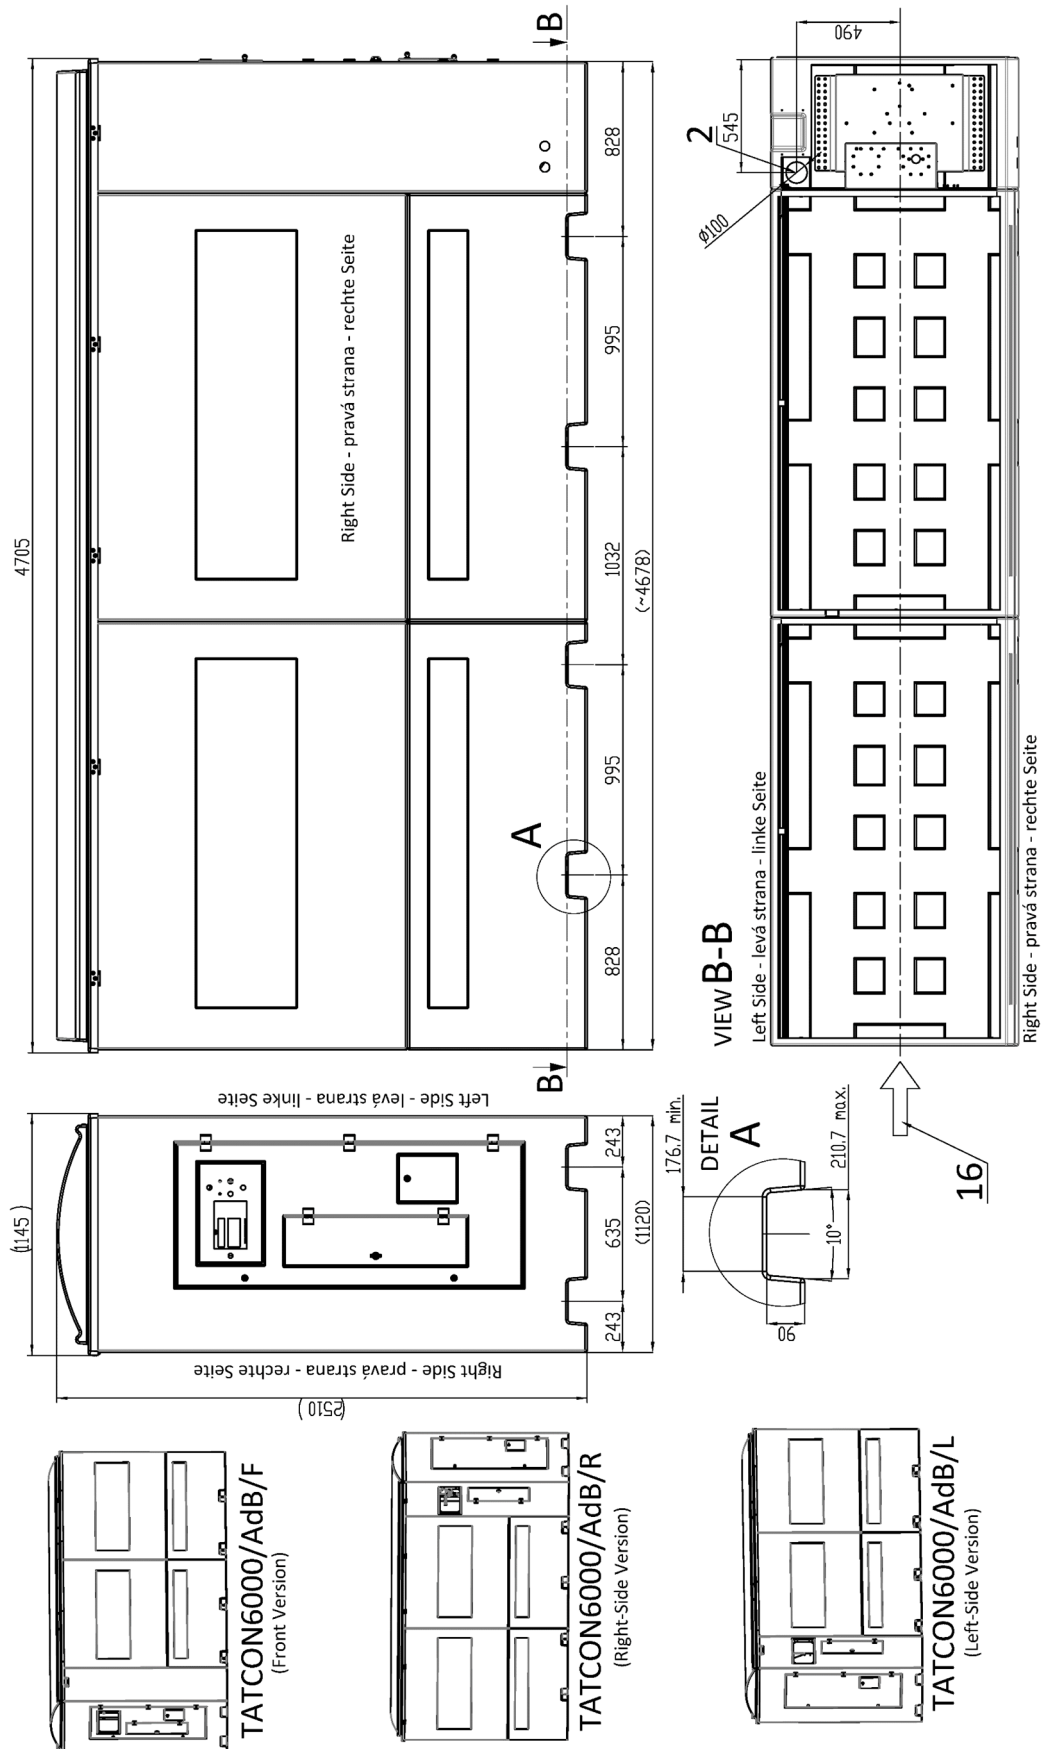 4705
Right Side - pravá strana - rechte Seite
B
B
A
828
995
1032
995
828
(~4678)
(1145)
Left Side - levá strana - linke Seite
Right Side - pravá strana - rechte Seite
(2510)
243
635
243
(1120)
DETAIL
A
176.7 min.
210.7 max.
10°
90
VIEW B-B
Left Side - levá strana - linke Seite
Right Side - pravá strana - rechte Seite
16
2
545
490
Ø100
TATCON6000/AdB/F
(Front Version)
TATCON6000/AdB/R
(Right-Side Version)
TATCON6000/AdB/L
(Left-Side Version)